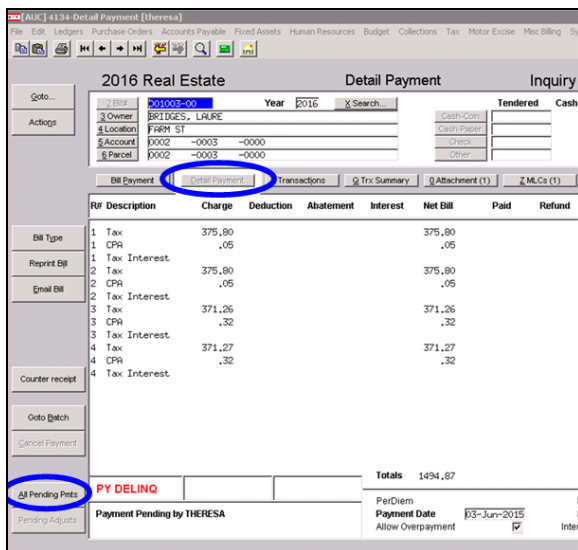 [AUC] 4134-Detail Payment [theresa]
File Edit Ledgers Purchase Orders Accounts Payable Fixed Assets Human Resources Budget Collections Tax Motor Excise Misc Billing Sy
2016 Real Estate Detail Payment Inquiry
Goto...
Actions
2 Bill# 001003-00 Year 2016 X Search... Tendered Cash
3 Owner BRIDGES, LAURE Cash-Coin
4 Location FARM ST Cash-Paper
5 Account 0002 -0003 -0000 Check
6 Parcel 0002 -0003 -0000 Other
Bill Payment Detail Payment Transactions Q Trx Summary 0 Attachment (1) Z MLCs (1)
R# Description Charge Deduction Abatement Interest Net Bill Paid Refund
1 Tax 375.80 375.80
1 CPA .05 .05
1 Tax Interest
2 Tax 375.80 375.80
2 CPA .05 .05
2 Tax Interest
3 Tax 371.26 371.26
3 CPA .32 .32
3 Tax Interest
4 Tax 371.27 371.27
4 CPA .32 .32
4 Tax Interest
Bill Type
Reprint Bill
Email Bill
Counter receipt
Goto Batch
Cancel Payment
All Pending Pmts
Pending Adjusts
Totals 1494.87
PY DELINQ
PerDiem
Payment Pending by THERESA
Payment Date 03-Jun-2015
Allow Overpayment Inte